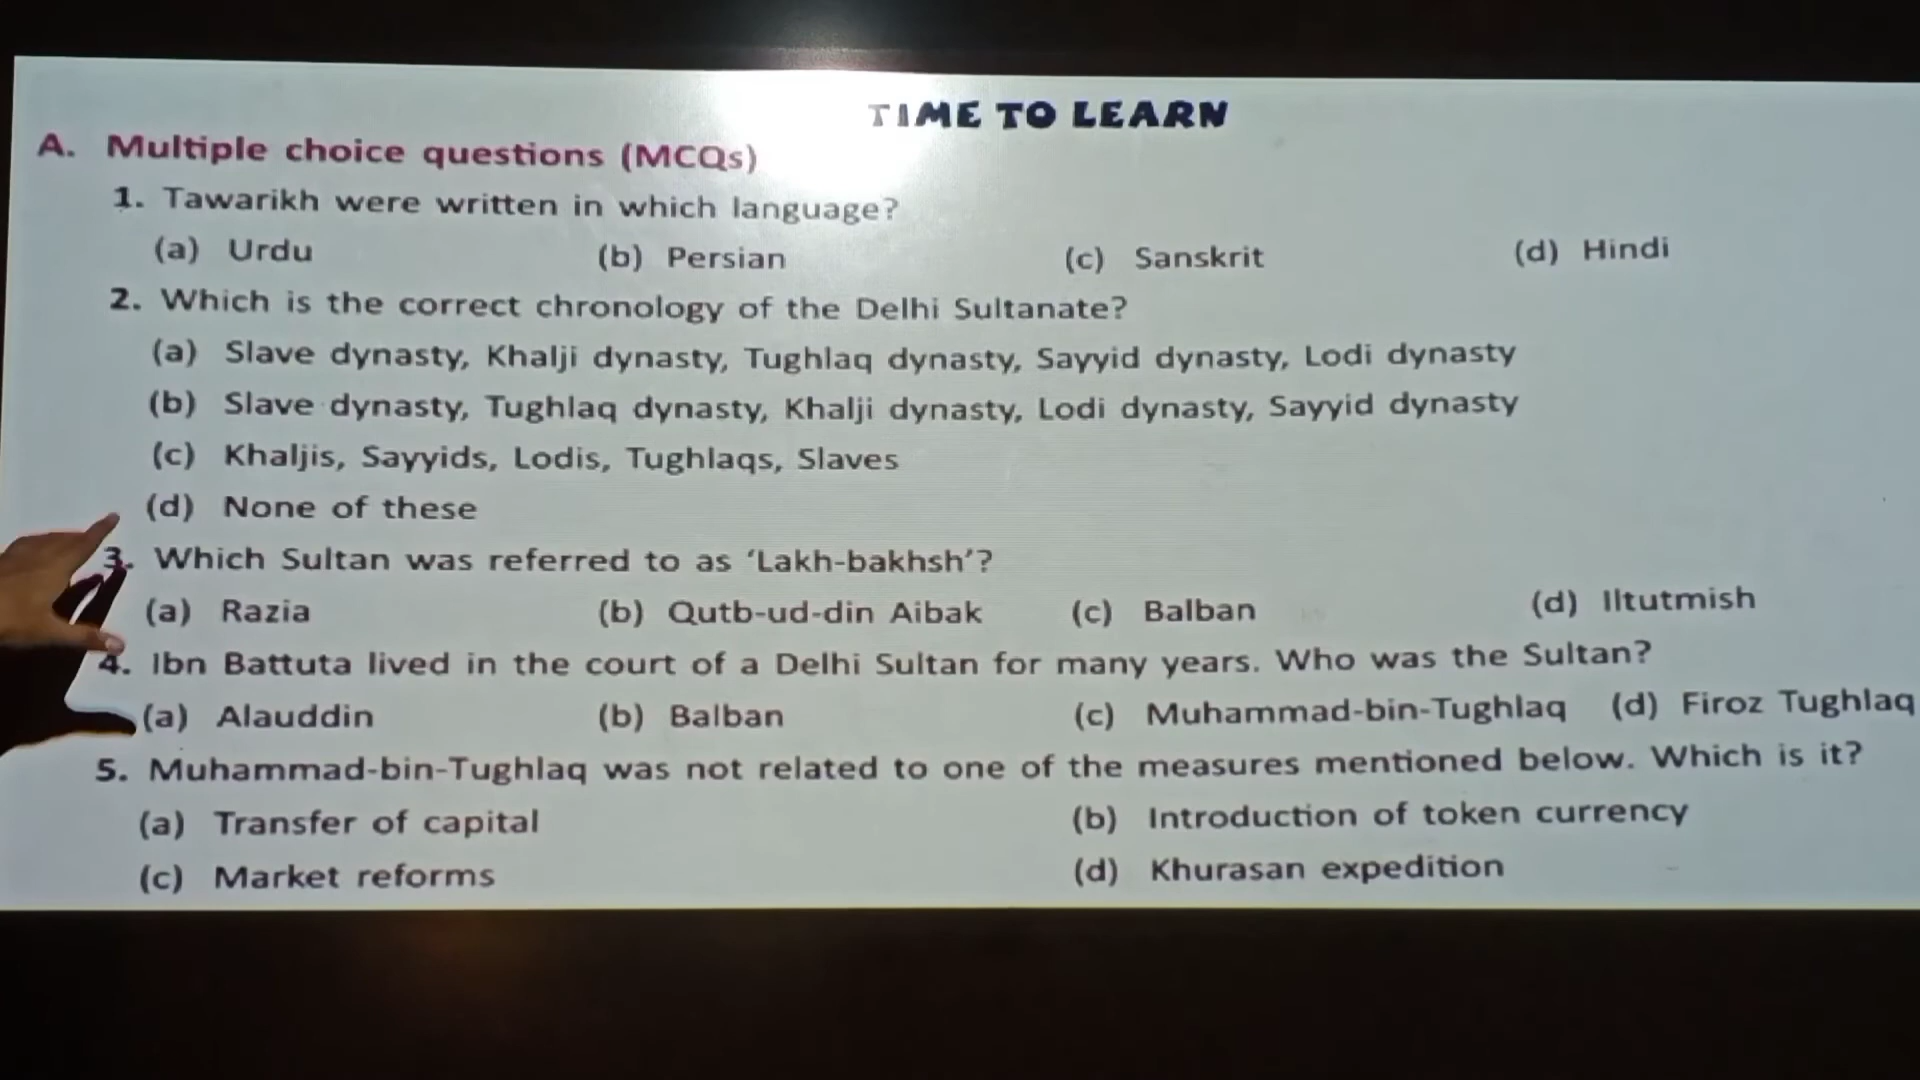 TIME TO LEARN
A. Multiple choice questions (MCQs)
1. Tawarikh were written in which language?
(a) Urdu (b) Persian (c) Sanskrit (d) Hindi
2. Which is the correct chronology of the Delhi Sultanate?
(a) Slave dynasty, Khalji dynasty, Tughlaq dynasty, Sayyid dynasty, Lodi dynasty
(b) Slave dynasty, Tughlaq dynasty, Khalji dynasty, Lodi dynasty, Sayyid dynasty
(c) Khaljis, Sayyids, Lodis, Tughlaqs, Slaves
(d) None of these
3. Which Sultan was referred to as ‘Lakh-bakhsh’?
(a) Razia (b) Qutb-ud-din Aibak (c) Balban (d) Iltutmish
4. Ibn Battuta lived in the court of a Delhi Sultan for many years. Who was the Sultan?
(a) Alauddin (b) Balban (c) Muhammad-bin-Tughlaq (d) Firoz Tughlaq
5. Muhammad-bin-Tughlaq was not related to one of the measures mentioned below. Which is it?
(a) Transfer of capital (b) Introduction of token currency
(c) Market reforms (d) Khurasan expedition